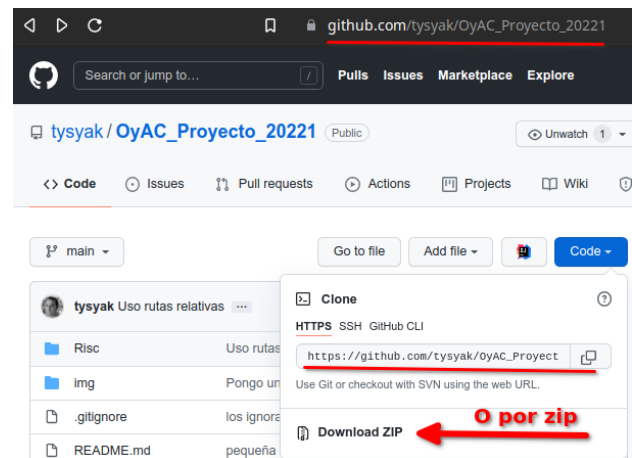 github.com/tysyak/OyAC_Proyecto_20221
Search or jump to... / Pulls Issues Marketplace Explore
tysyak / OyAC_Proyecto_20221 Public Unwatch 1
Code Issues Pull requests Actions Projects Wiki
main Go to file Add file Code
tysyak Uso rutas relativas ...
Clone
HTTPS SSH GitHub CLI
Risc Uso rutas
https://github.com/tysyak/OyAC_Proyect
img Pongo un
Use Git or checkout with SVN using the web URL.
.gitignore los ignora
O por zip
Download ZIP
README.md pequeña